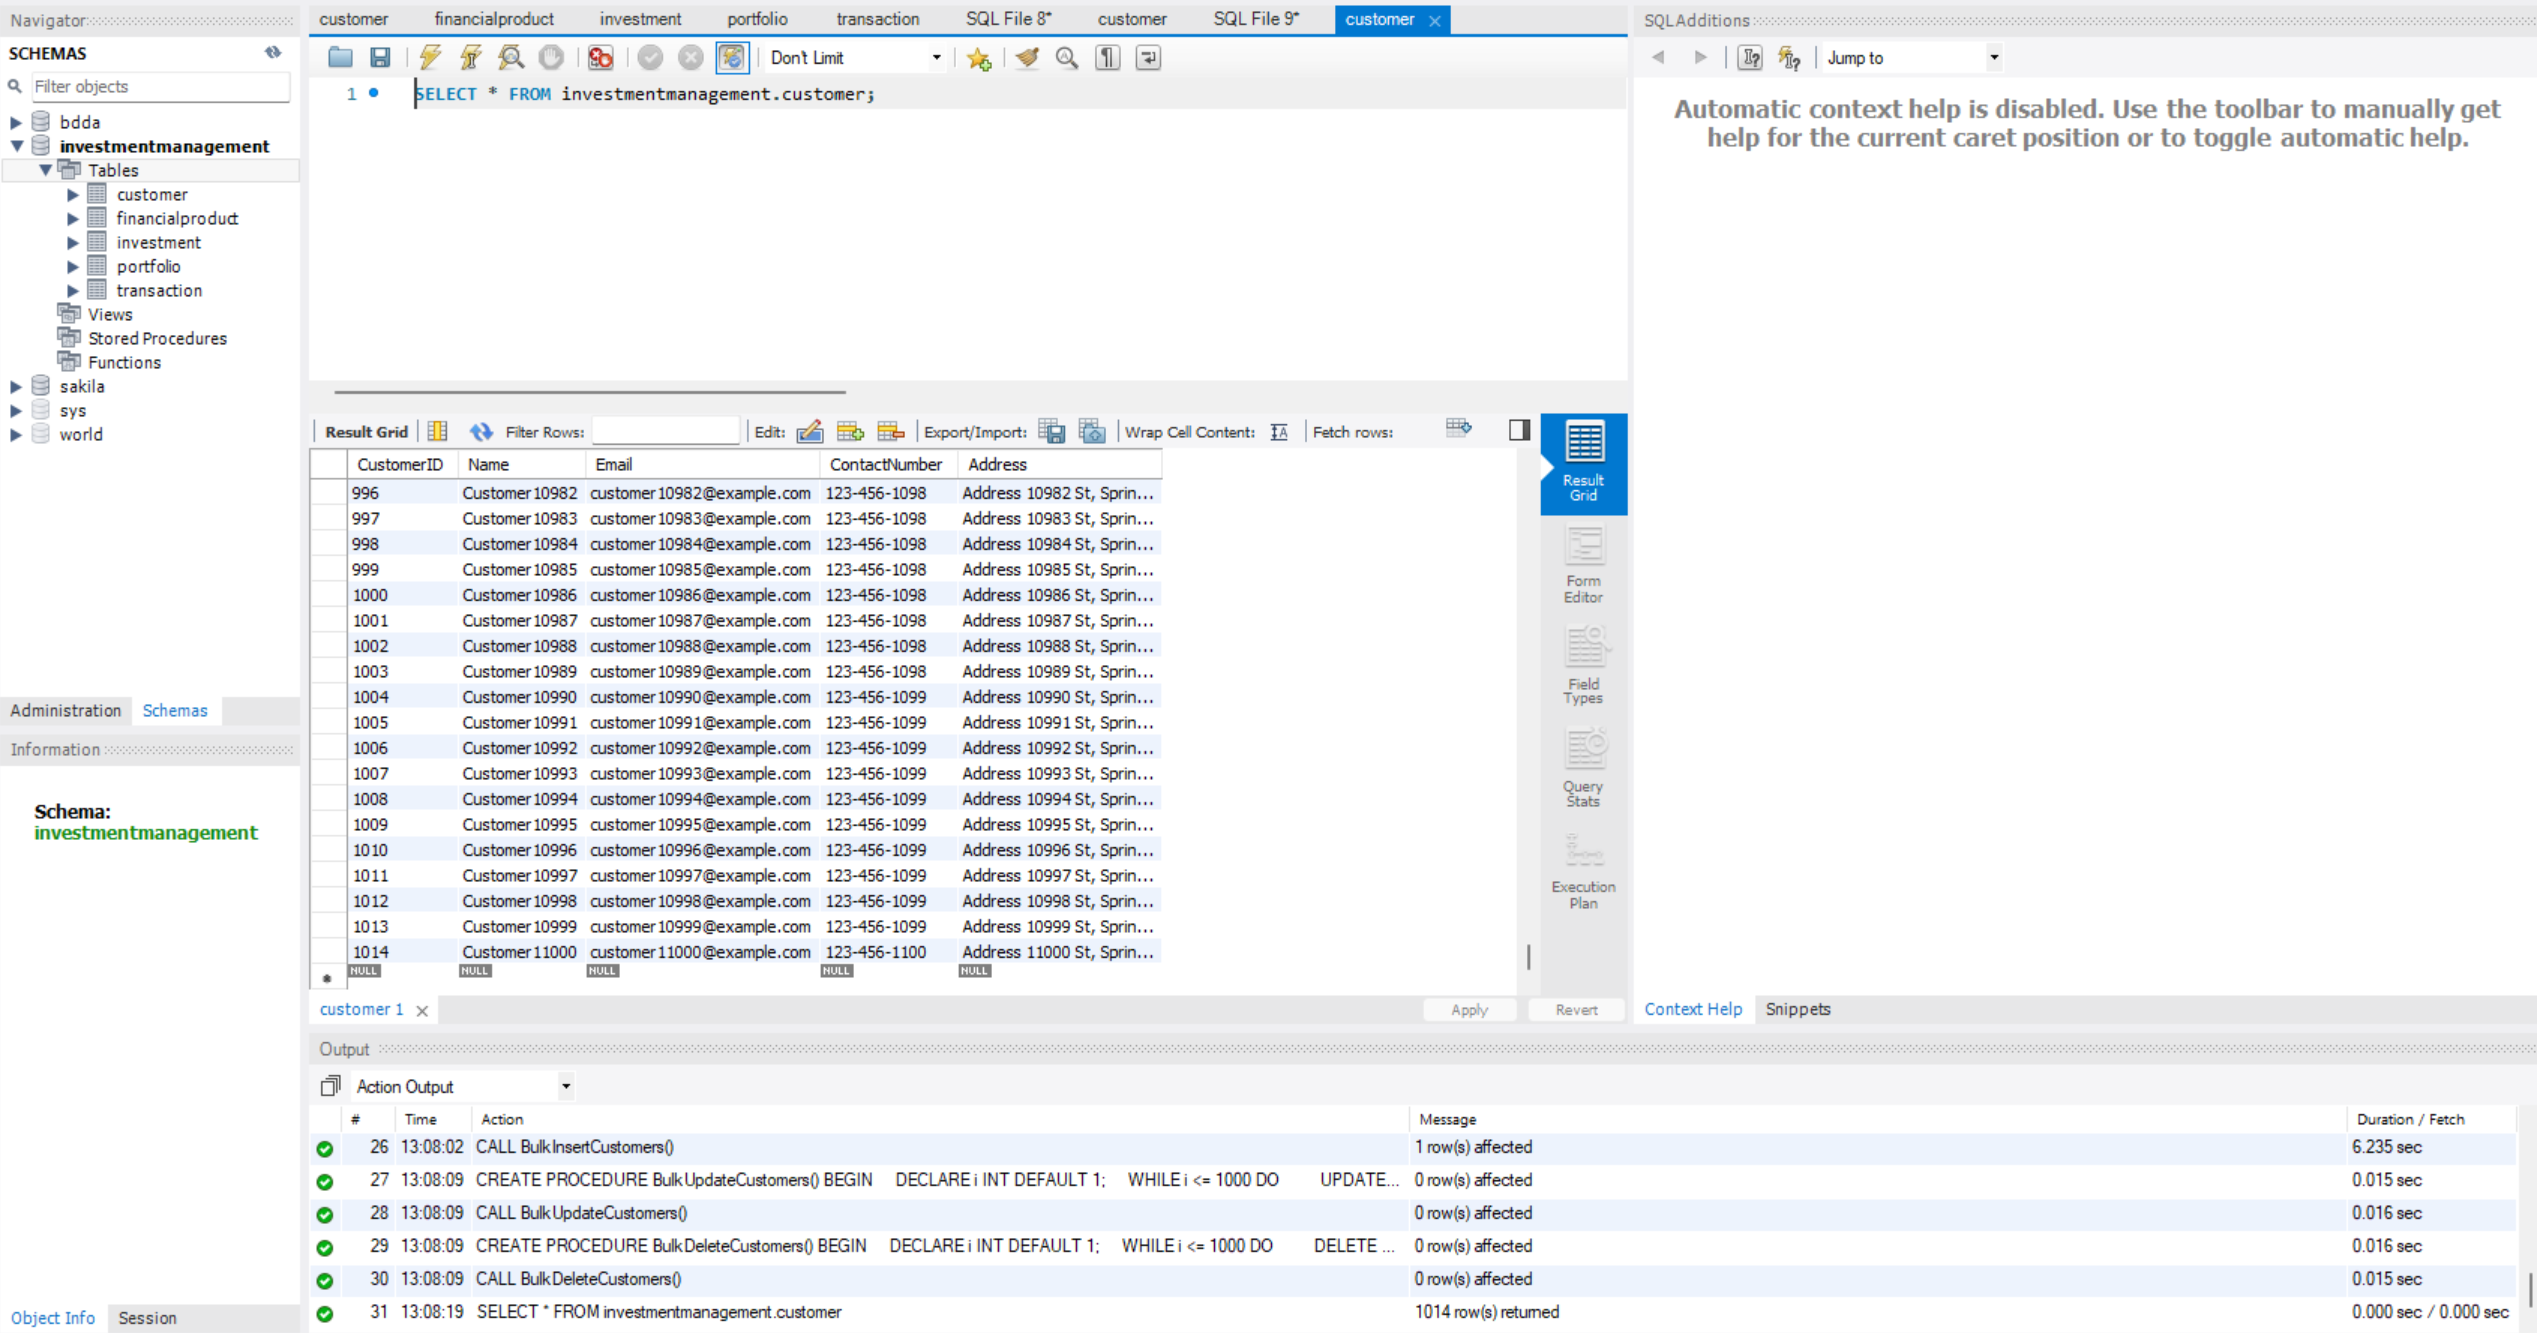 Navigator
SCHEMAS
Filter objects
bdda
investmentmanagement
Tables
customer
financialproduct
investment
portfolio
transaction
Views
Stored Procedures
Functions
sakila
sys
world
Administration Schemas
Information
Schema:
investmentmanagement
Object Info Session
customer financialproduct investment portfolio transaction SQL File 8* customer SQL File 9* customer
Don't Limit
1 SELECT * FROM investmentmanagement.customer;
Result Grid Filter Rows: Edit: Export/Import: Wrap Cell Content: Fetch rows:
CustomerID Name Email ContactNumber Address
996 Customer10982 customer10982@example.com 123-456-1098 Address 10982 St, Sprin...
997 Customer10983 customer10983@example.com 123-456-1098 Address 10983 St, Sprin...
998 Customer10984 customer10984@example.com 123-456-1098 Address 10984 St, Sprin...
999 Customer10985 customer10985@example.com 123-456-1098 Address 10985 St, Sprin...
1000 Customer10986 customer10986@example.com 123-456-1098 Address 10986 St, Sprin...
1001 Customer10987 customer10987@example.com 123-456-1098 Address 10987 St, Sprin...
1002 Customer10988 customer10988@example.com 123-456-1098 Address 10988 St, Sprin...
1003 Customer10989 customer10989@example.com 123-456-1098 Address 10989 St, Sprin...
1004 Customer10990 customer10990@example.com 123-456-1099 Address 10990 St, Sprin...
1005 Customer10991 customer10991@example.com 123-456-1099 Address 10991 St, Sprin...
1006 Customer10992 customer10992@example.com 123-456-1099 Address 10992 St, Sprin...
1007 Customer10993 customer10993@example.com 123-456-1099 Address 10993 St, Sprin...
1008 Customer10994 customer10994@example.com 123-456-1099 Address 10994 St, Sprin...
1009 Customer10995 customer10995@example.com 123-456-1099 Address 10995 St, Sprin...
1010 Customer10996 customer10996@example.com 123-456-1099 Address 10996 St, Sprin...
1011 Customer10997 customer10997@example.com 123-456-1099 Address 10997 St, Sprin...
1012 Customer10998 customer10998@example.com 123-456-1099 Address 10998 St, Sprin...
1013 Customer10999 customer10999@example.com 123-456-1099 Address 10999 St, Sprin...
1014 Customer11000 customer11000@example.com 123-456-1100 Address 11000 St, Sprin...
NULL NULL NULL NULL NULL
Result
Grid
Form
Editor
Field
Types
Query
Stats
Execution
Plan
customer 1 Apply Revert
SQLAdditions
Jump to
Automatic context help is disabled. Use the toolbar to manually get
help for the current caret position or to toggle automatic help.
Context Help Snippets
Output
Action Output
# Time Action Message Duration / Fetch
26 13:08:02 CALL BulkInsertCustomers() 1 row(s) affected 6.235 sec
27 13:08:09 CREATE PROCEDURE BulkUpdateCustomers() BEGIN DECLARE i INT DEFAULT 1; WHILE i <= 1000 DO UPDATE... 0 row(s) affected 0.015 sec
28 13:08:09 CALL BulkUpdateCustomers() 0 row(s) affected 0.016 sec
29 13:08:09 CREATE PROCEDURE BulkDeleteCustomers() BEGIN DECLARE i INT DEFAULT 1; WHILE i <= 1000 DO DELETE ... 0 row(s) affected 0.016 sec
30 13:08:09 CALL BulkDeleteCustomers() 0 row(s) affected 0.015 sec
31 13:08:19 SELECT * FROM investmentmanagement.customer 1014 row(s) returned 0.000 sec / 0.000 sec